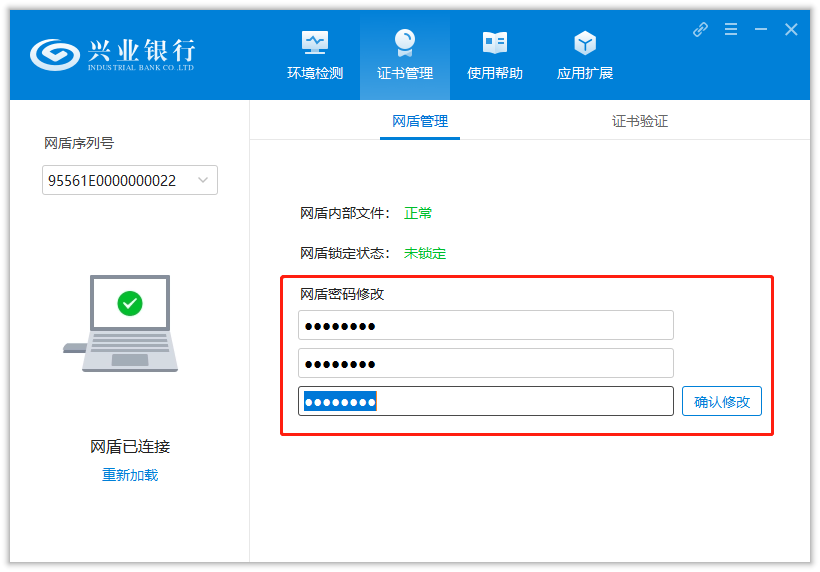 兴业银行
INDUSTRIAL BANK CO.,LTD
环境检测
证书管理
使用帮助
应用扩展
网盾序列号
95561E0000000022
网盾已连接
重新加载
网盾管理
证书验证
网盾内部文件： 正常
网盾锁定状态： 未锁定
网盾密码修改
●●●●●●●●
●●●●●●●●
●●●●●●●●
确认修改